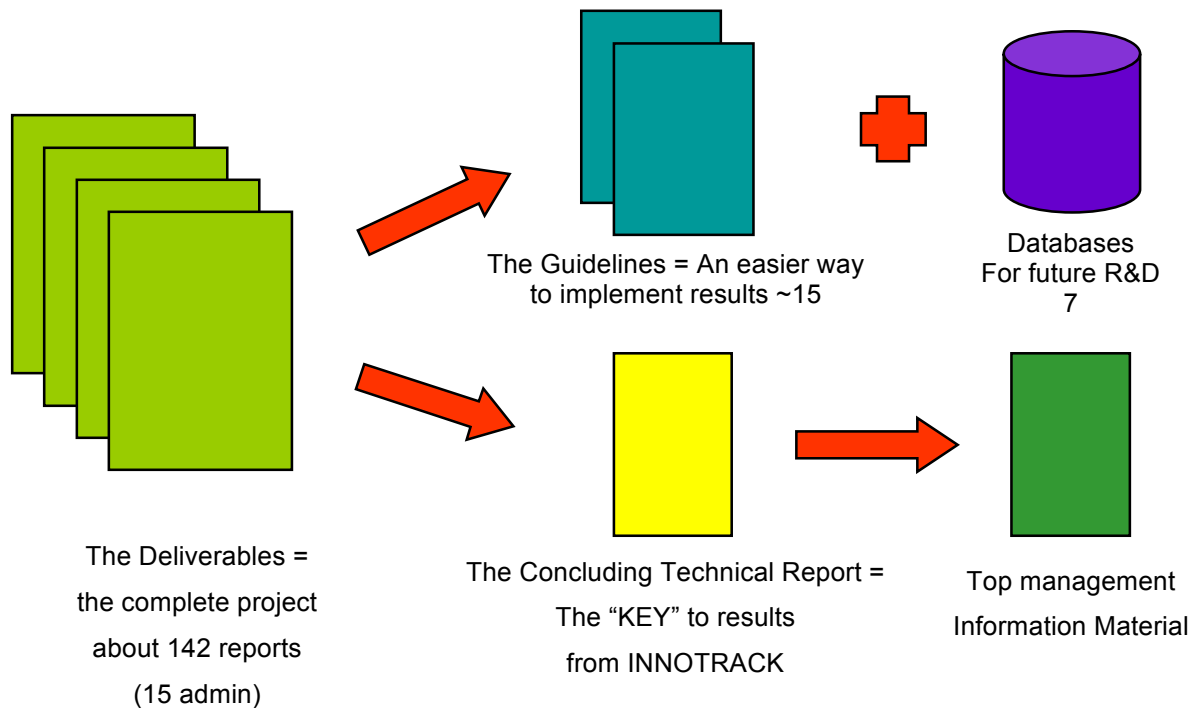 The Guidelines = An easier way
to implement results ~15
Databases
For future R&D
7
The Deliverables =
the complete project
about 142 reports
(15 admin)
The Concluding Technical Report =
The “KEY” to results
from INNOTRACK
Top management
Information Material